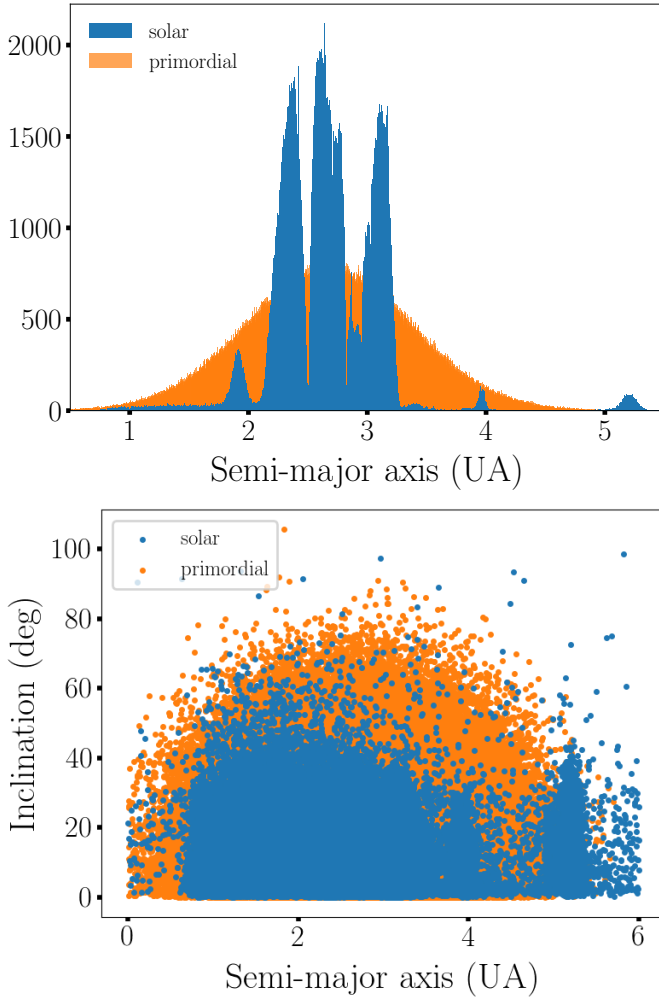 2000
1500
1000
500
0
solar
primordial
1 2 3 4 5
Semi-major axis (UA)
100
80
60
40
20
0
Inclination (deg)
solar
primordial
0 2 4 6
Semi-major axis (UA)